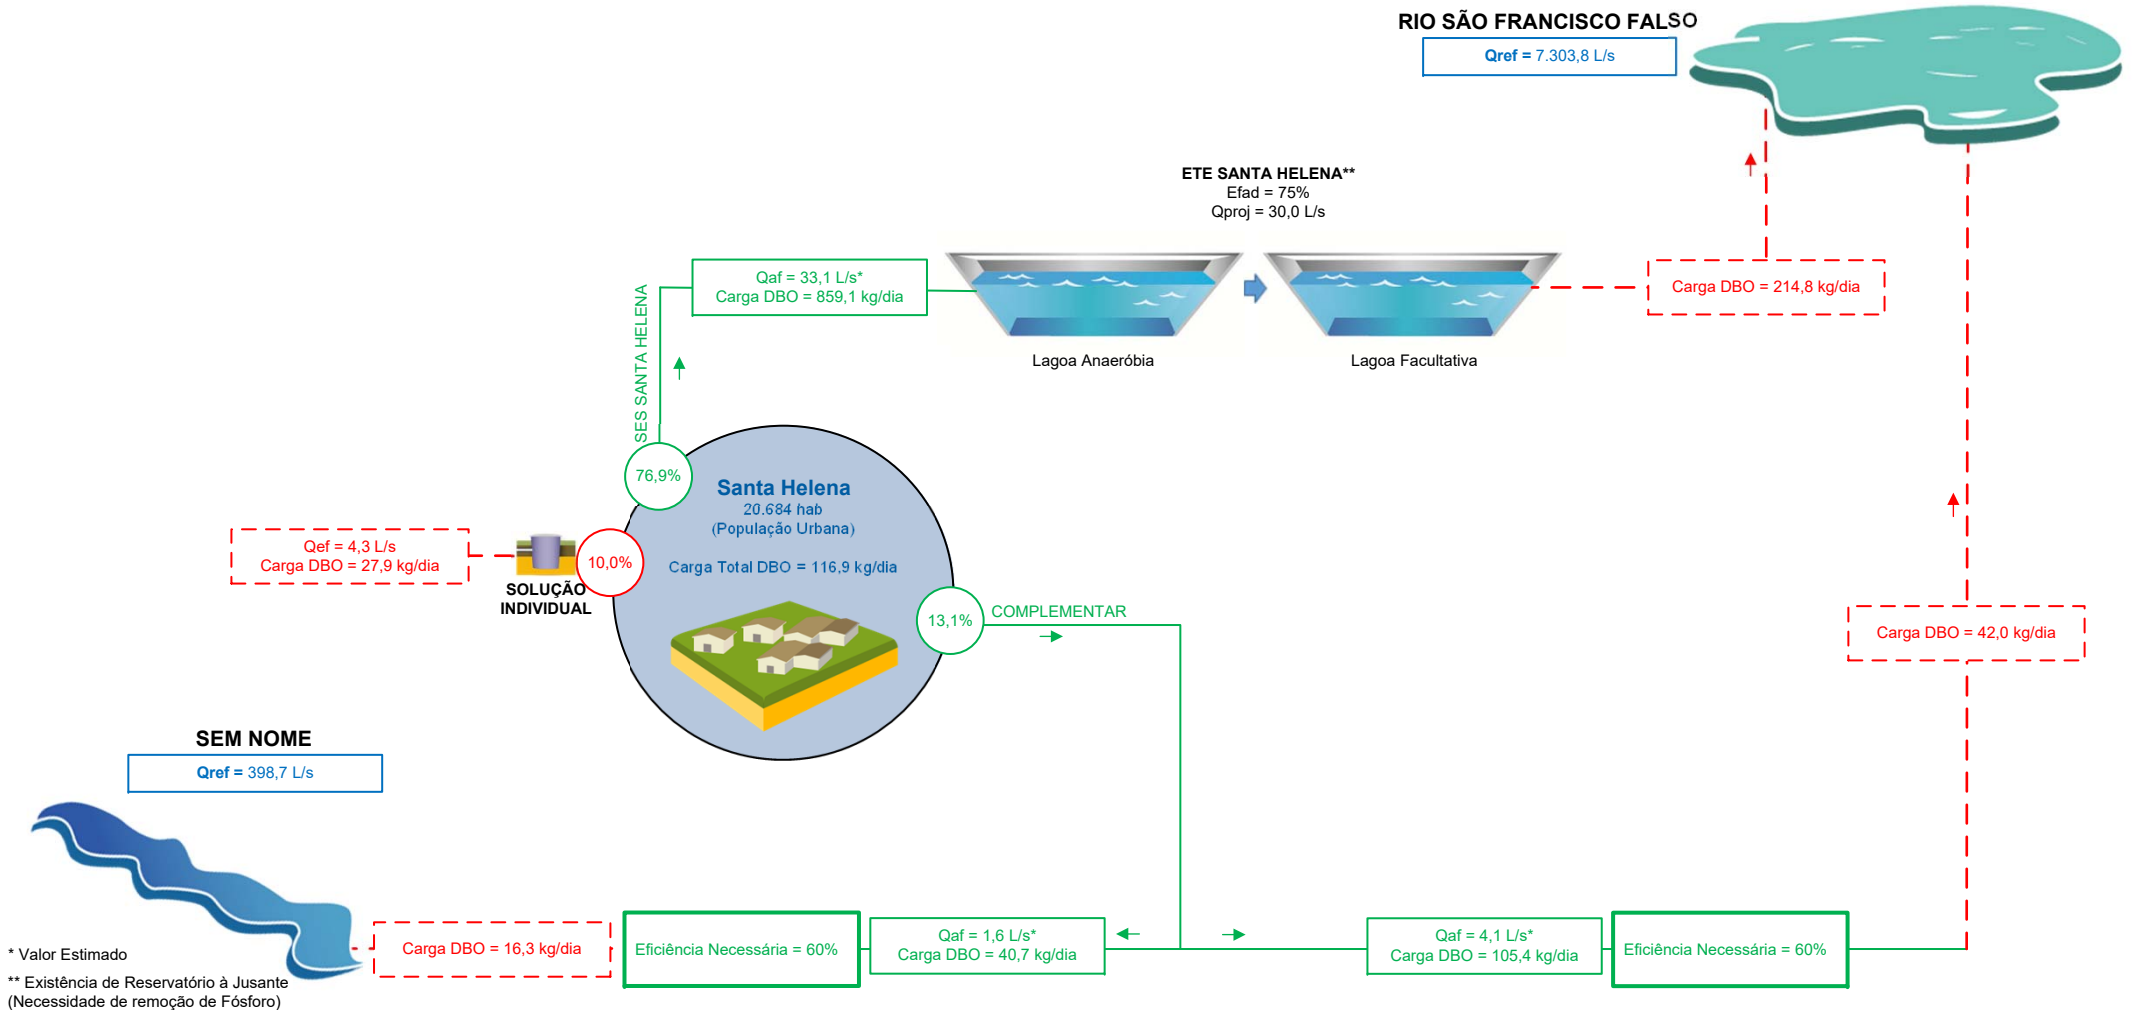 RIO SÃO FRANCISCO FALSO
Qref = 7.303,8 L/s
ETE SANTA HELENA**
Efad = 75%
Qproj = 30,0 L/s
SES SANTA HELENA
Qaf = 33,1 L/s*
Carga DBO = 859,1 kg/dia
Lagoa Anaeróbia
Lagoa Facultativa
Carga DBO = 214,8 kg/dia
76,9%
Santa Helena
20.684 hab
(População Urbana)
Carga Total DBO = 116,9 kg/dia
Qef = 4,3 L/s
Carga DBO = 27,9 kg/dia
SOLUÇÃO
INDIVIDUAL
10,0%
13,1%
COMPLEMENTAR
Carga DBO = 42,0 kg/dia
SEM NOME
Qref = 398,7 L/s
Carga DBO = 16,3 kg/dia
Eficiência Necessária = 60%
Qaf = 1,6 L/s*
Carga DBO = 40,7 kg/dia
Qaf = 4,1 L/s*
Carga DBO = 105,4 kg/dia
Eficiência Necessária = 60%
* Valor Estimado
** Existência de Reservatório à Jusante
(Necessidade de remoção de Fósforo)